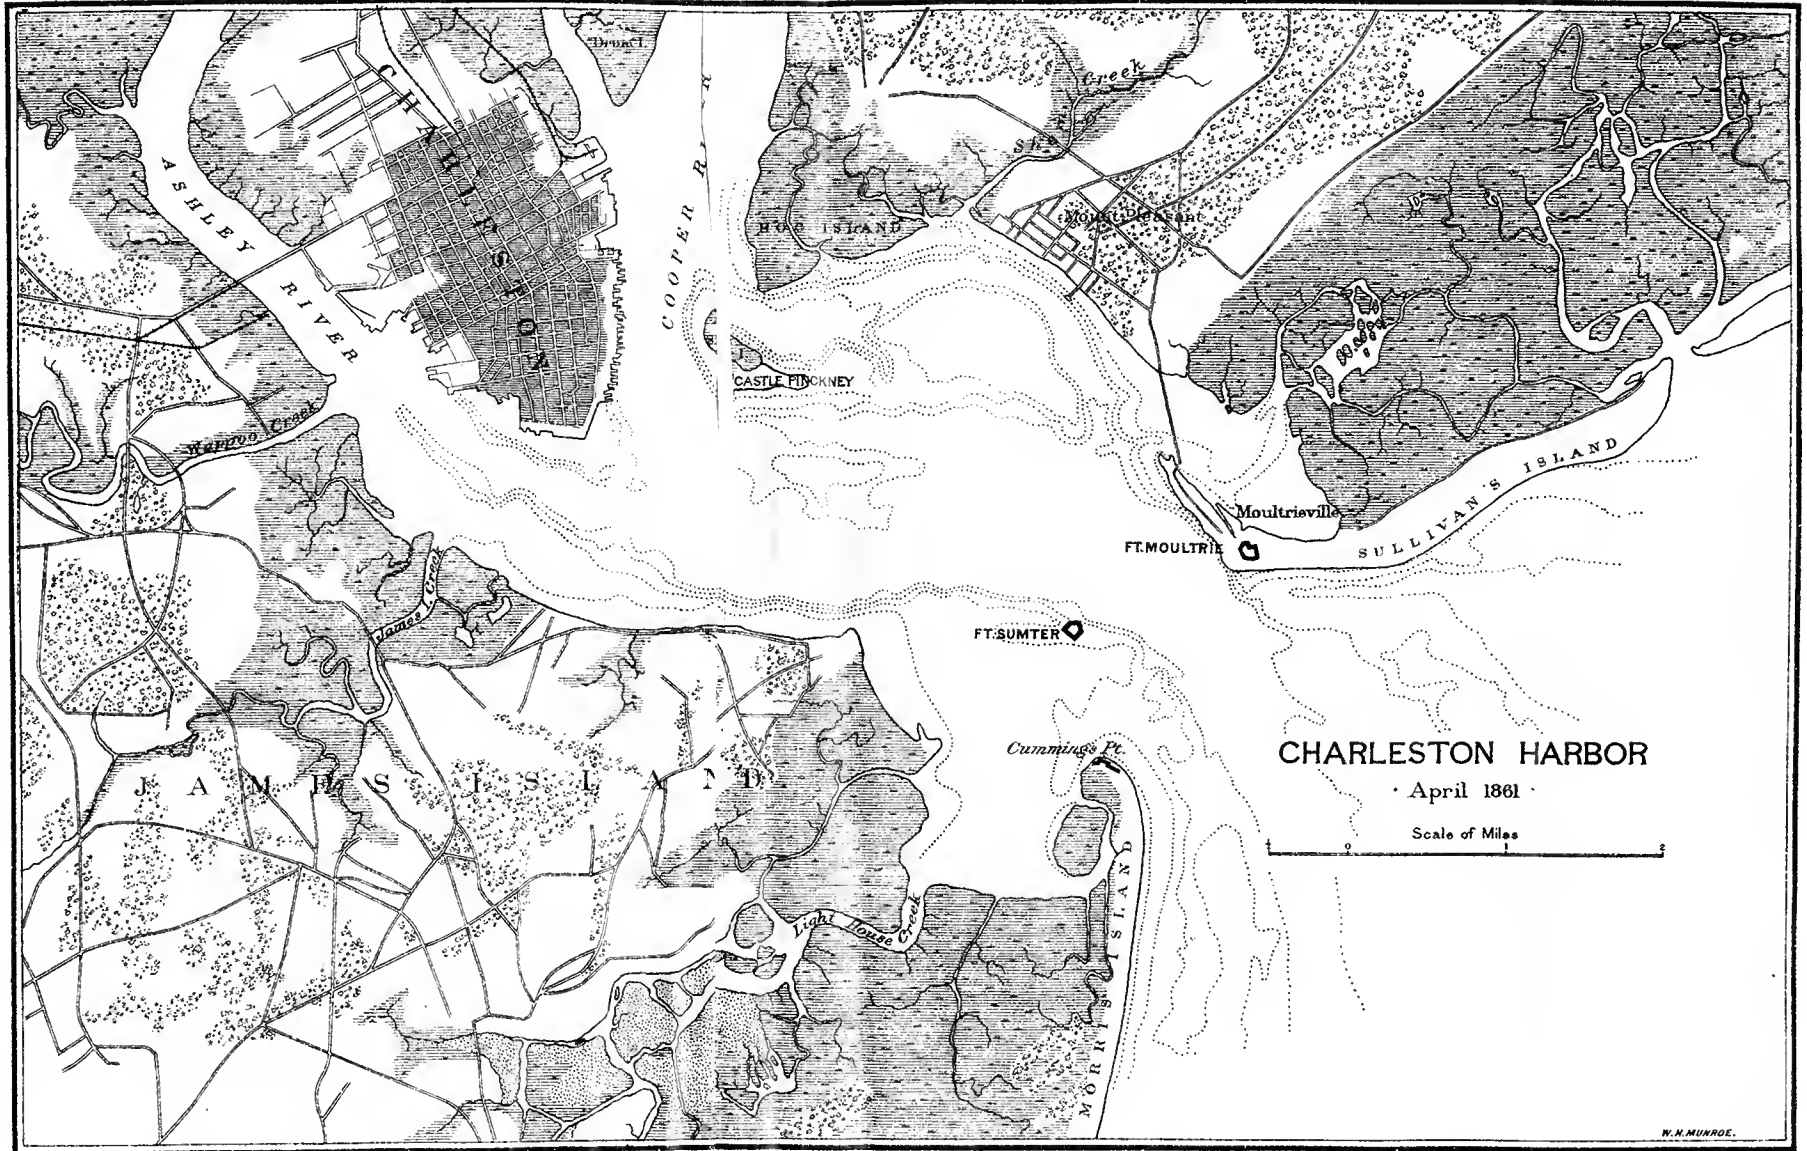 Drum I.
CHARLESTON
ASHLEY RIVER
COOPER RIVER
Creek
HOG ISLAND
Mount Pleasant
CASTLE PINCKNEY
Wappoo Creek
Moultrieville
FT. MOULTRIE
SULLIVAN'S ISLAND
James I. Creek
FT. SUMTER
Cummings Pt.
JAMES ISLAND
CHARLESTON HARBOR
April 1861
Scale of Miles
1 0 1 2
Light House Creek
MORRIS ISLAND
W.H. MUNROE.